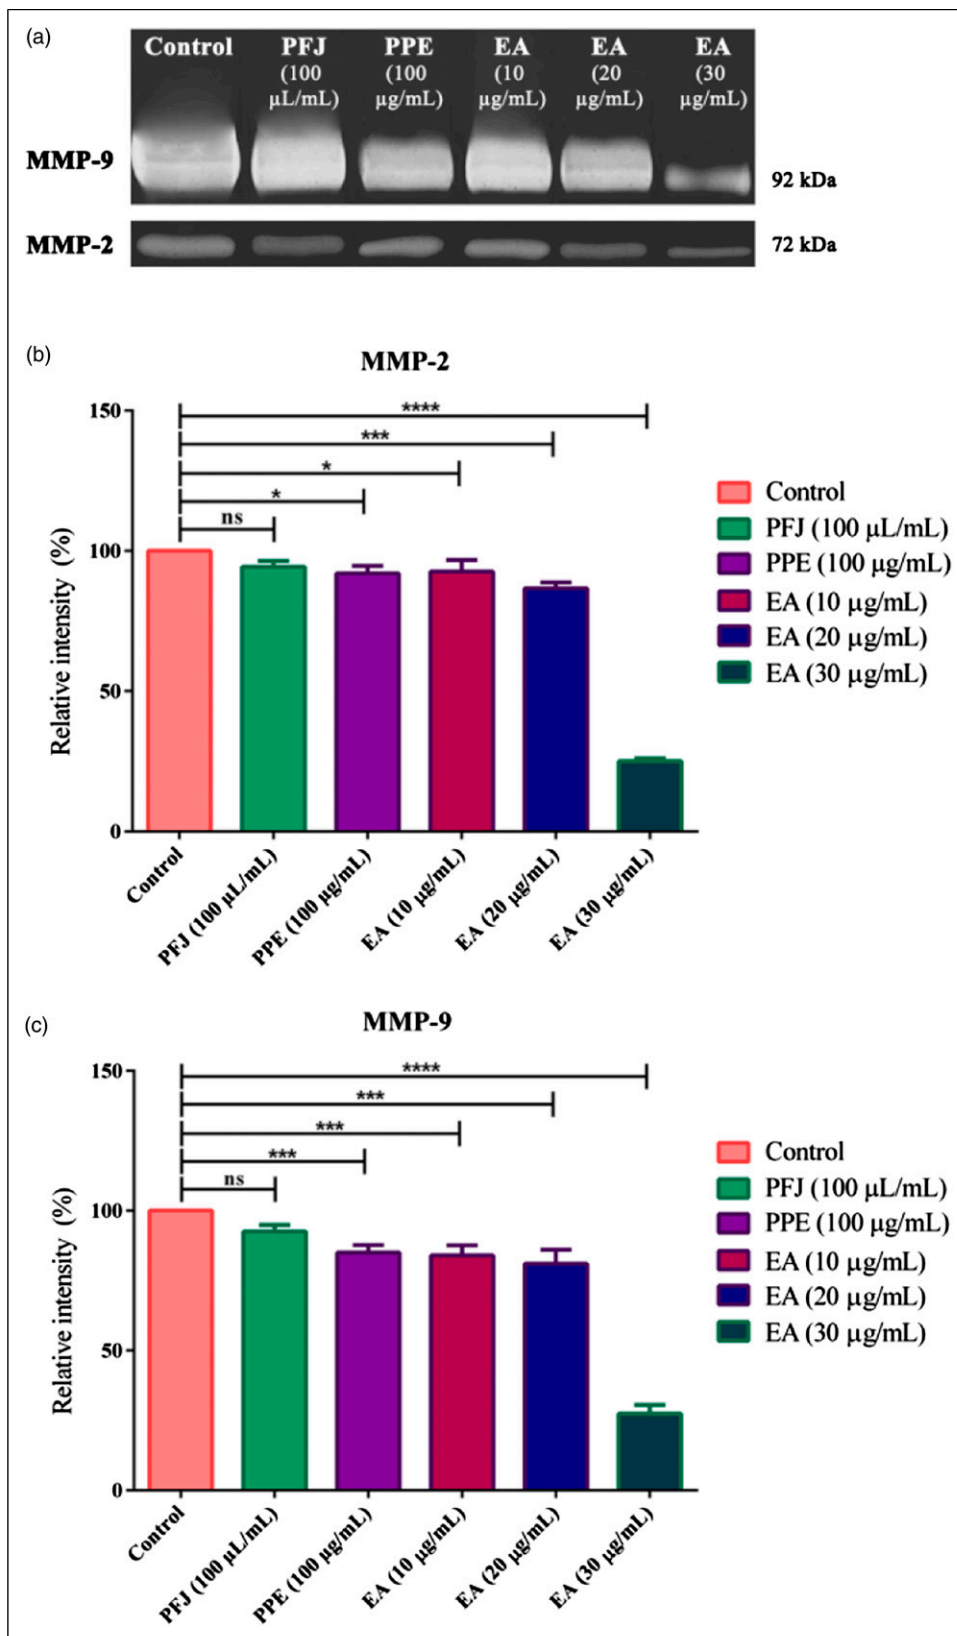 (a)
Control PFJ PPE EA EA EA
(100 (100 (10 (20 (30
µL/mL) µg/mL) µg/mL) µg/mL) µg/mL)
MMP-9
92 kDa
MMP-2 72 kDa
(b)
MMP-2
150
100
50
0
Relative intensity (%)
****
***
*
*
ns
Control
PFJ (100 µL/mL)
PPE (100 µg/mL)
EA (10 µg/mL)
EA (20 µg/mL)
EA (30 µg/mL)
Control
PFJ (100 µL/mL)
PPE (100 µg/mL)
EA (10 µg/mL)
EA (20 µg/mL)
EA (30 µg/mL)
(c)
MMP-9
150
100
50
0
Relative intensity (%)
****
***
***
***
ns
Control
PFJ (100 µL/mL)
PPE (100 µg/mL)
EA (10 µg/mL)
EA (20 µg/mL)
EA (30 µg/mL)
Control
PFJ (100 µL/mL)
PPE (100 µg/mL)
EA (10 µg/mL)
EA (20 µg/mL)
EA (30 µg/mL)